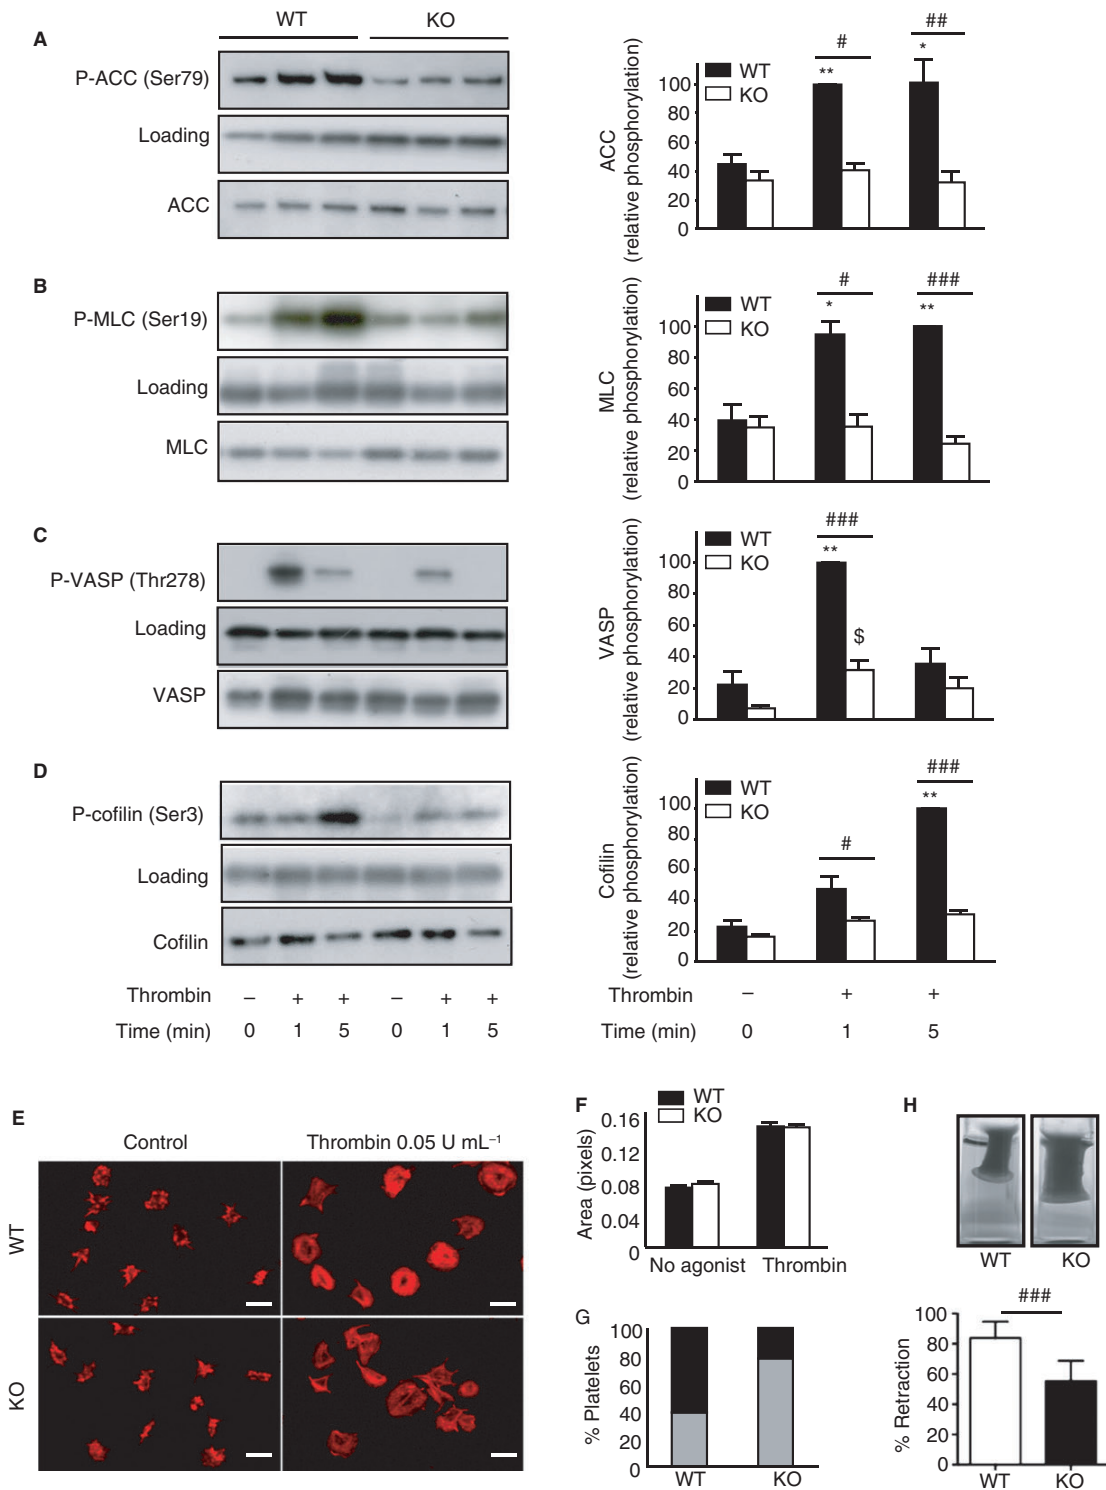 A
WT KO
P-ACC (Ser79)
Loading
ACC
ACC
(relative phosphorylation)
100
80
60
40
20
0
WT
KO
**
#
*
##
B
P-MLC (Ser19)
Loading
MLC
MLC
(relative phosphorylation)
100
80
60
40
20
0
WT
KO
*
#
**
###
C
P-VASP (Thr278)
Loading
VASP
VASP
(relative phosphorylation)
100
80
60
40
20
0
WT
KO
###
**
$
D
P-cofilin (Ser3)
Loading
Cofilin
Cofilin
(relative phosphorylation)
100
80
60
40
20
0
WT
KO
#
###
**
Thrombin – + + – + +
Time (min) 0 1 5 0 1 5
Thrombin – + +
Time (min) 0 1 5
E
Control Thrombin 0.05 U mL⁻¹
WT
KO
F
WT
KO
Area (pixels)
0.16
0.12
0.08
0.04
0
No agonist Thrombin
G
% Platelets
100
80
60
40
20
0
WT KO
H
WT KO
###
% Retraction
100
80
60
40
20
0
WT KO